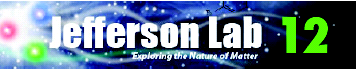 Jefferson Lab 12
Exploring the Nature of Matter